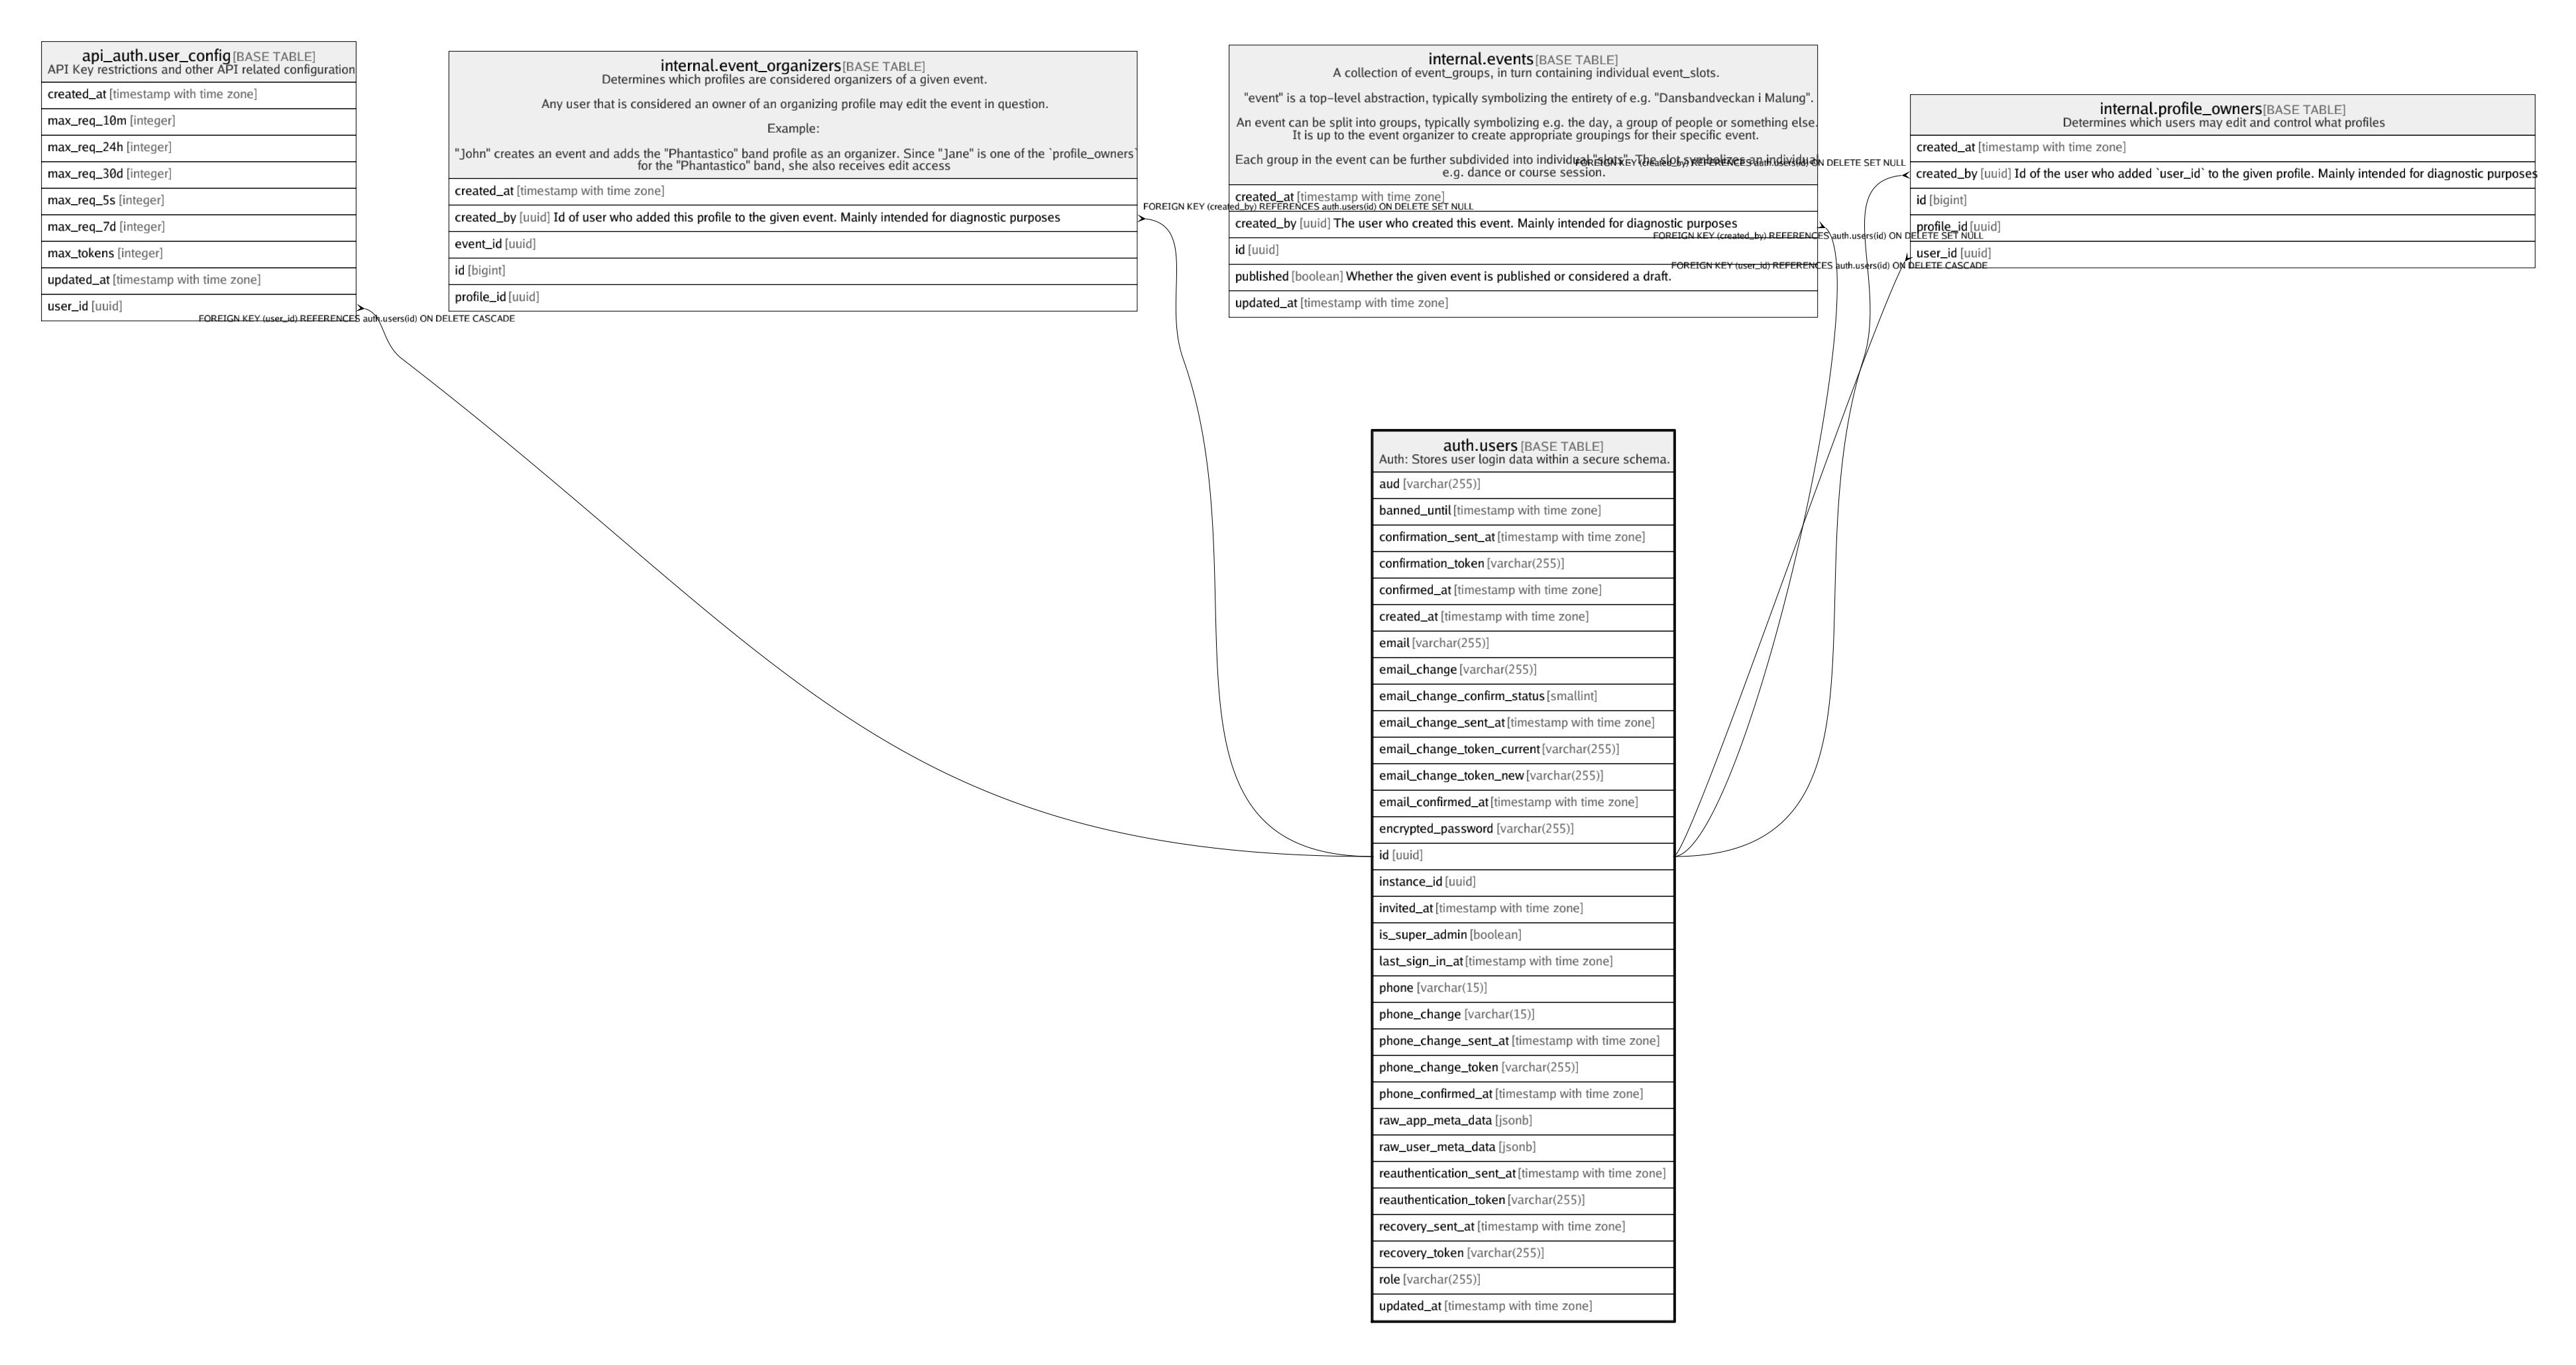 api_auth.user_config [BASE TABLE]
API Key restrictions and other API related configuration
created_at [timestamp with time zone]
max_req_10m [integer]
max_req_24h [integer]
max_req_30d [integer]
max_req_5s [integer]
max_req_7d [integer]
max_tokens [integer]
updated_at [timestamp with time zone]
user_id [uuid]
FOREIGN KEY (user_id) REFERENCES auth.users(id) ON DELETE CASCADE
internal.event_organizers [BASE TABLE]
Determines which profiles are considered organizers of a given event.
Any user that is considered an owner of an organizing profile may edit the event in question.
Example:
"John" creates an event and adds the "Phantastico" band profile as an organizer. Since "Jane" is one of the `profile_owners`
for the "Phantastico" band, she also receives edit access
created_at [timestamp with time zone]
created_by [uuid] Id of user who added this profile to the given event. Mainly intended for diagnostic purposes
event_id [uuid]
id [bigint]
profile_id [uuid]
FOREIGN KEY (created_by) REFERENCES auth.users(id) ON DELETE SET NULL
internal.events [BASE TABLE]
A collection of event_groups, in turn containing individual event_slots.
"event" is a top-level abstraction, typically symbolizing the entirety of e.g. "Dansbandveckan i Malung".
An event can be split into groups, typically symbolizing e.g. the day, a group of people or something else.
It is up to the event organizer to create appropriate groupings for their specific event.
Each group in the event can be further subdivided into individual "slots". The slot symbolizes an individual
e.g. dance or course session.
created_at [timestamp with time zone]
created_by [uuid] The user who created this event. Mainly intended for diagnostic purposes
id [uuid]
published [boolean] Whether the given event is published or considered a draft.
updated_at [timestamp with time zone]
FOREIGN KEY (created_by) REFERENCES auth.users(id) ON DELETE SET NULL
FOREIGN KEY (created_by) REFERENCES auth.users(id) ON DELETE SET NULL
FOREIGN KEY (user_id) REFERENCES auth.users(id) ON DELETE CASCADE
internal.profile_owners [BASE TABLE]
Determines which users may edit and control what profiles
created_at [timestamp with time zone]
created_by [uuid] Id of the user who added `user_id` to the given profile. Mainly intended for diagnostic purposes
id [bigint]
profile_id [uuid]
user_id [uuid]
auth.users [BASE TABLE]
Auth: Stores user login data within a secure schema.
aud [varchar(255)]
banned_until [timestamp with time zone]
confirmation_sent_at [timestamp with time zone]
confirmation_token [varchar(255)]
confirmed_at [timestamp with time zone]
created_at [timestamp with time zone]
email [varchar(255)]
email_change [varchar(255)]
email_change_confirm_status [smallint]
email_change_sent_at [timestamp with time zone]
email_change_token_current [varchar(255)]
email_change_token_new [varchar(255)]
email_confirmed_at [timestamp with time zone]
encrypted_password [varchar(255)]
id [uuid]
instance_id [uuid]
invited_at [timestamp with time zone]
is_super_admin [boolean]
last_sign_in_at [timestamp with time zone]
phone [varchar(15)]
phone_change [varchar(15)]
phone_change_sent_at [timestamp with time zone]
phone_change_token [varchar(255)]
phone_confirmed_at [timestamp with time zone]
raw_app_meta_data [jsonb]
raw_user_meta_data [jsonb]
reauthentication_sent_at [timestamp with time zone]
reauthentication_token [varchar(255)]
recovery_sent_at [timestamp with time zone]
recovery_token [varchar(255)]
role [varchar(255)]
updated_at [timestamp with time zone]